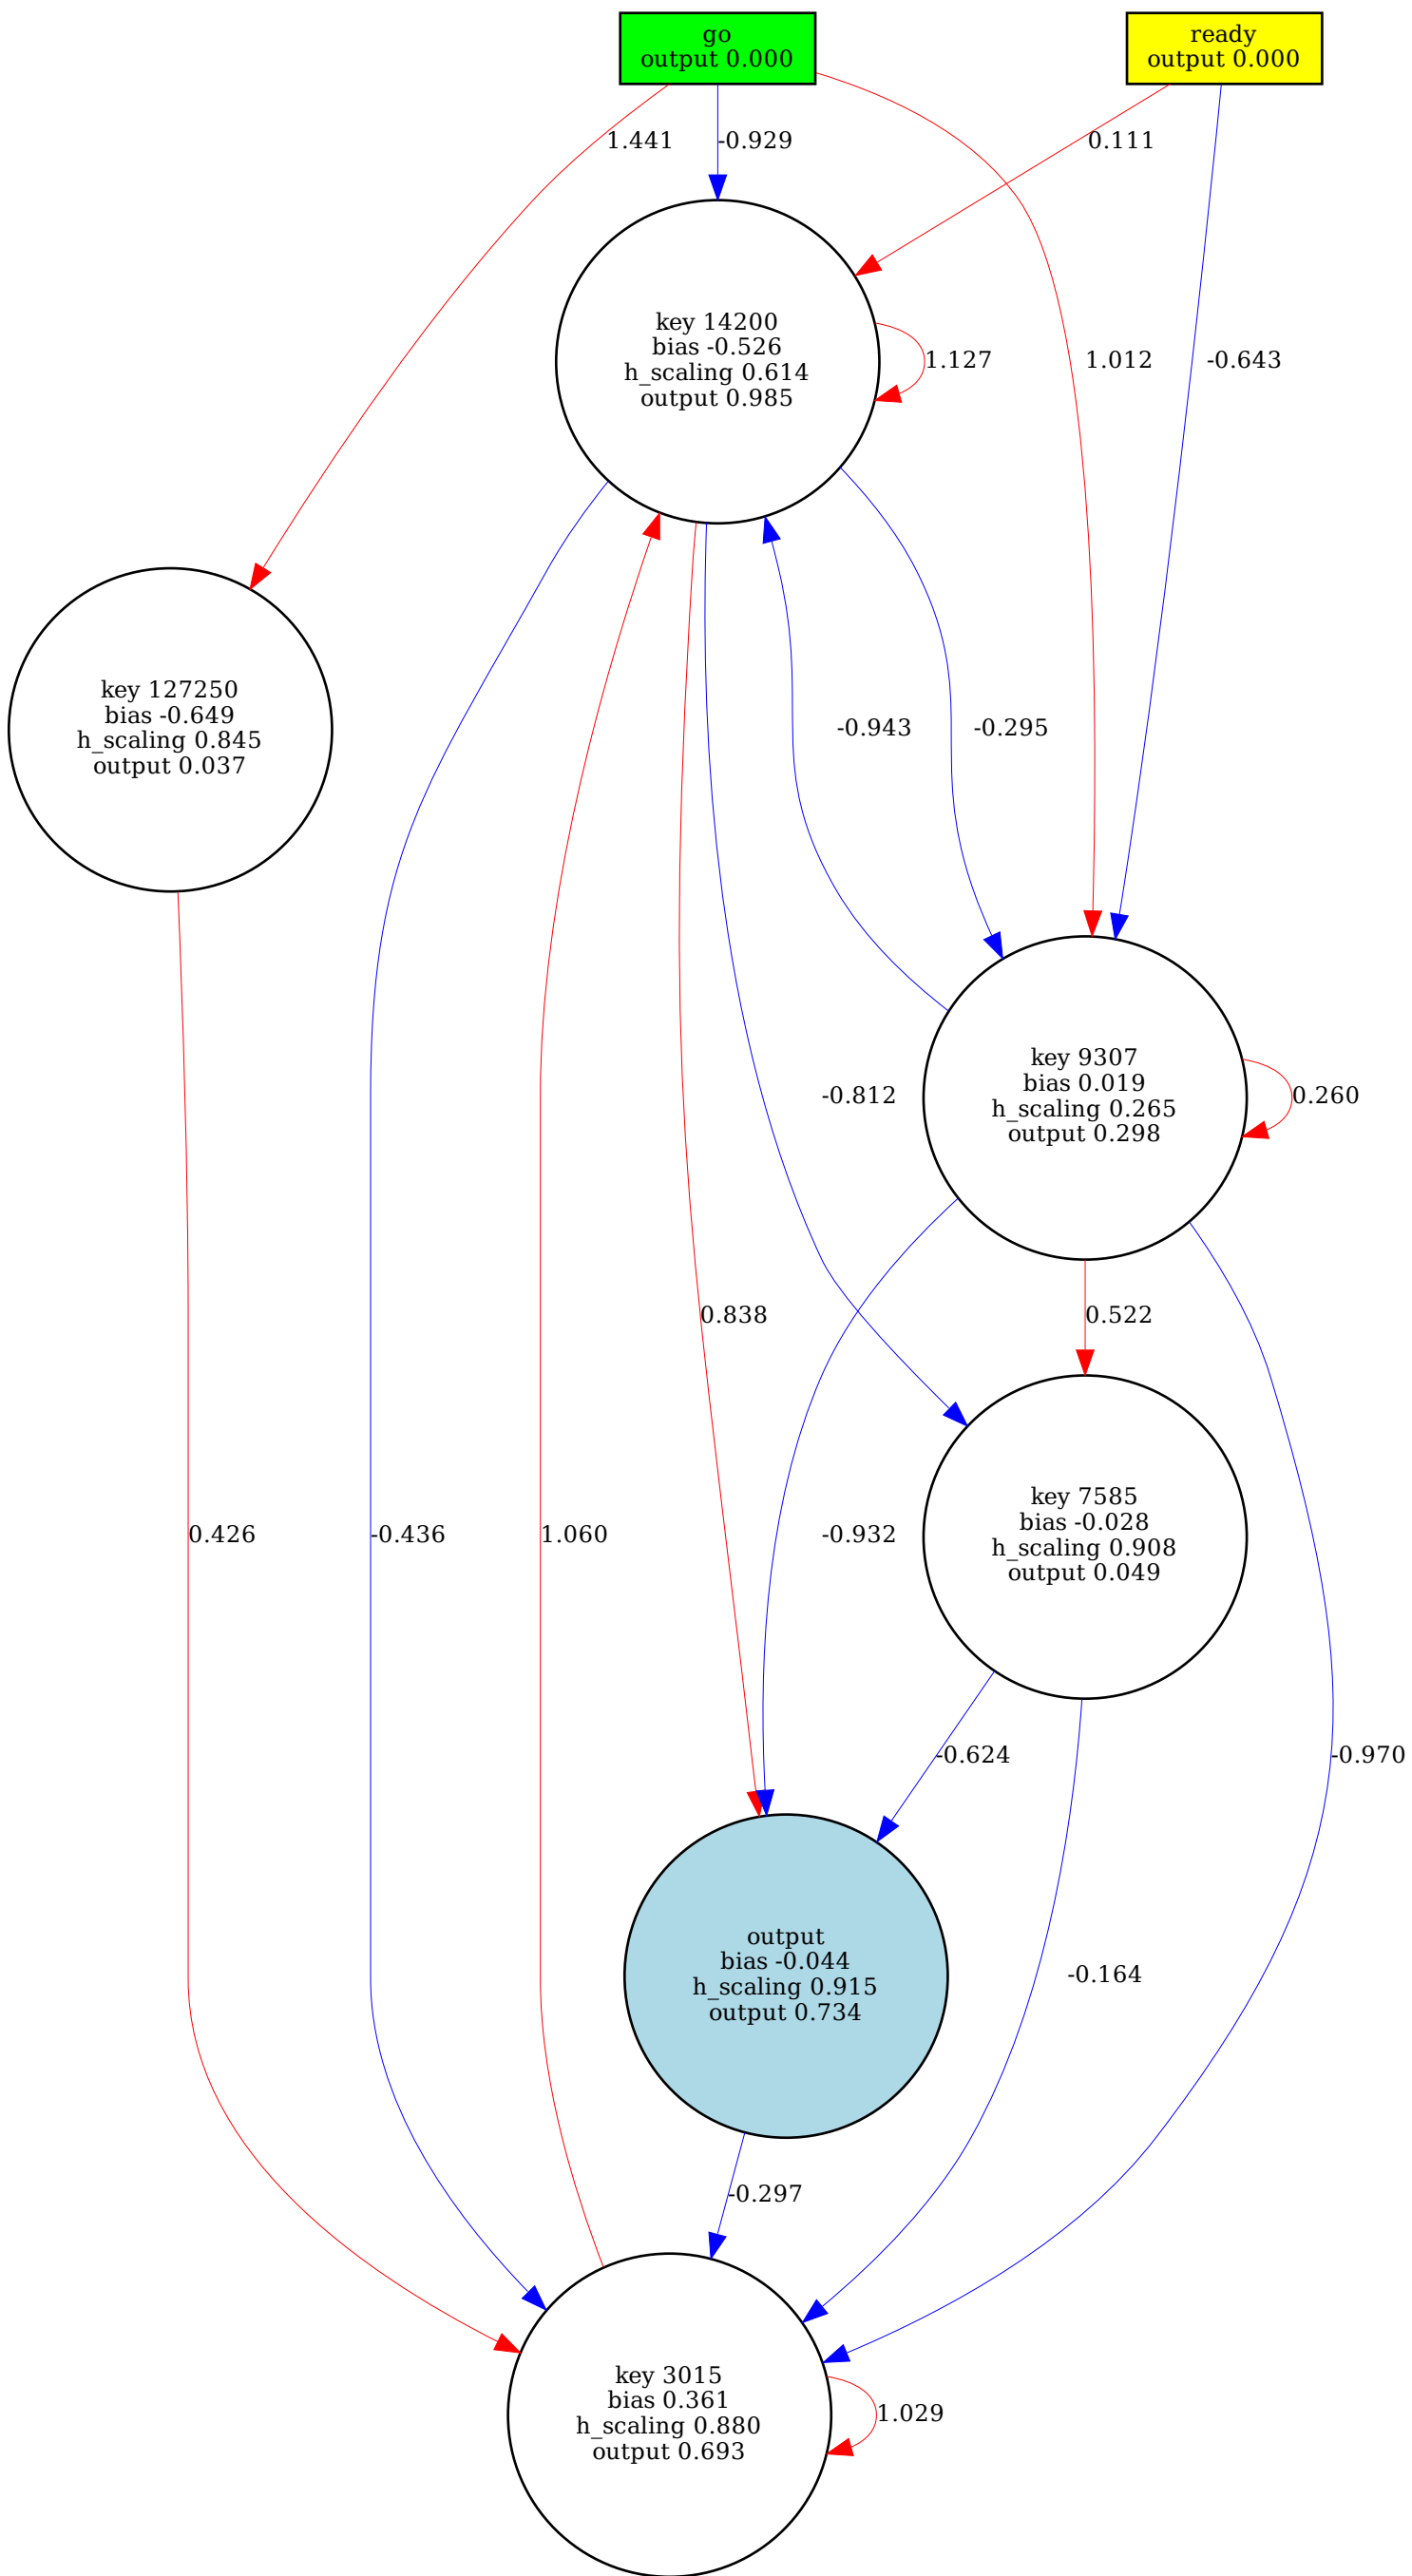 go
output 0.000
ready
output 0.000
1.441
-0.929
0.111
key 14200
bias -0.526
h_scaling 0.614
output 0.985
1.127
1.012
-0.643
key 127250
bias -0.649
h_scaling 0.845
output 0.037
-0.943
-0.295
key 9307
bias 0.019
h_scaling 0.265
output 0.298
-0.812
0.260
0.838
0.522
key 7585
bias -0.028
h_scaling 0.908
output 0.049
0.426
-0.436
1.060
-0.932
-0.624
-0.970
output
bias -0.044
h_scaling 0.915
output 0.734
-0.164
-0.297
key 3015
bias 0.361
h_scaling 0.880
output 0.693
1.029